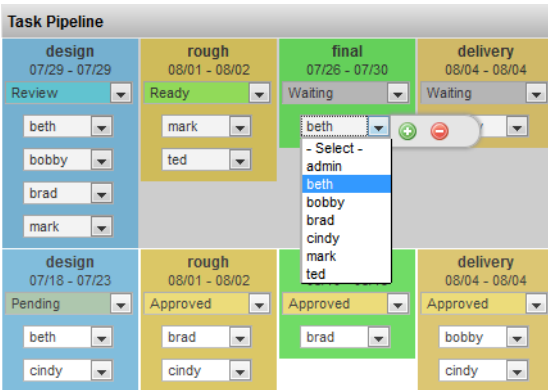 Task Pipeline
design rough final delivery
07/29 - 07/29 08/01 - 08/02 07/26 - 07/30 08/04 - 08/04
Review Ready Waiting Waiting
beth mark beth
bobby ted
brad
mark
- Select -
admin
beth
bobby
brad
cindy
mark
ted
design rough delivery
07/18 - 07/23 08/01 - 08/02 08/04 - 08/04
Pending Approved Approved Approved
beth brad brad bobby
cindy cindy cindy